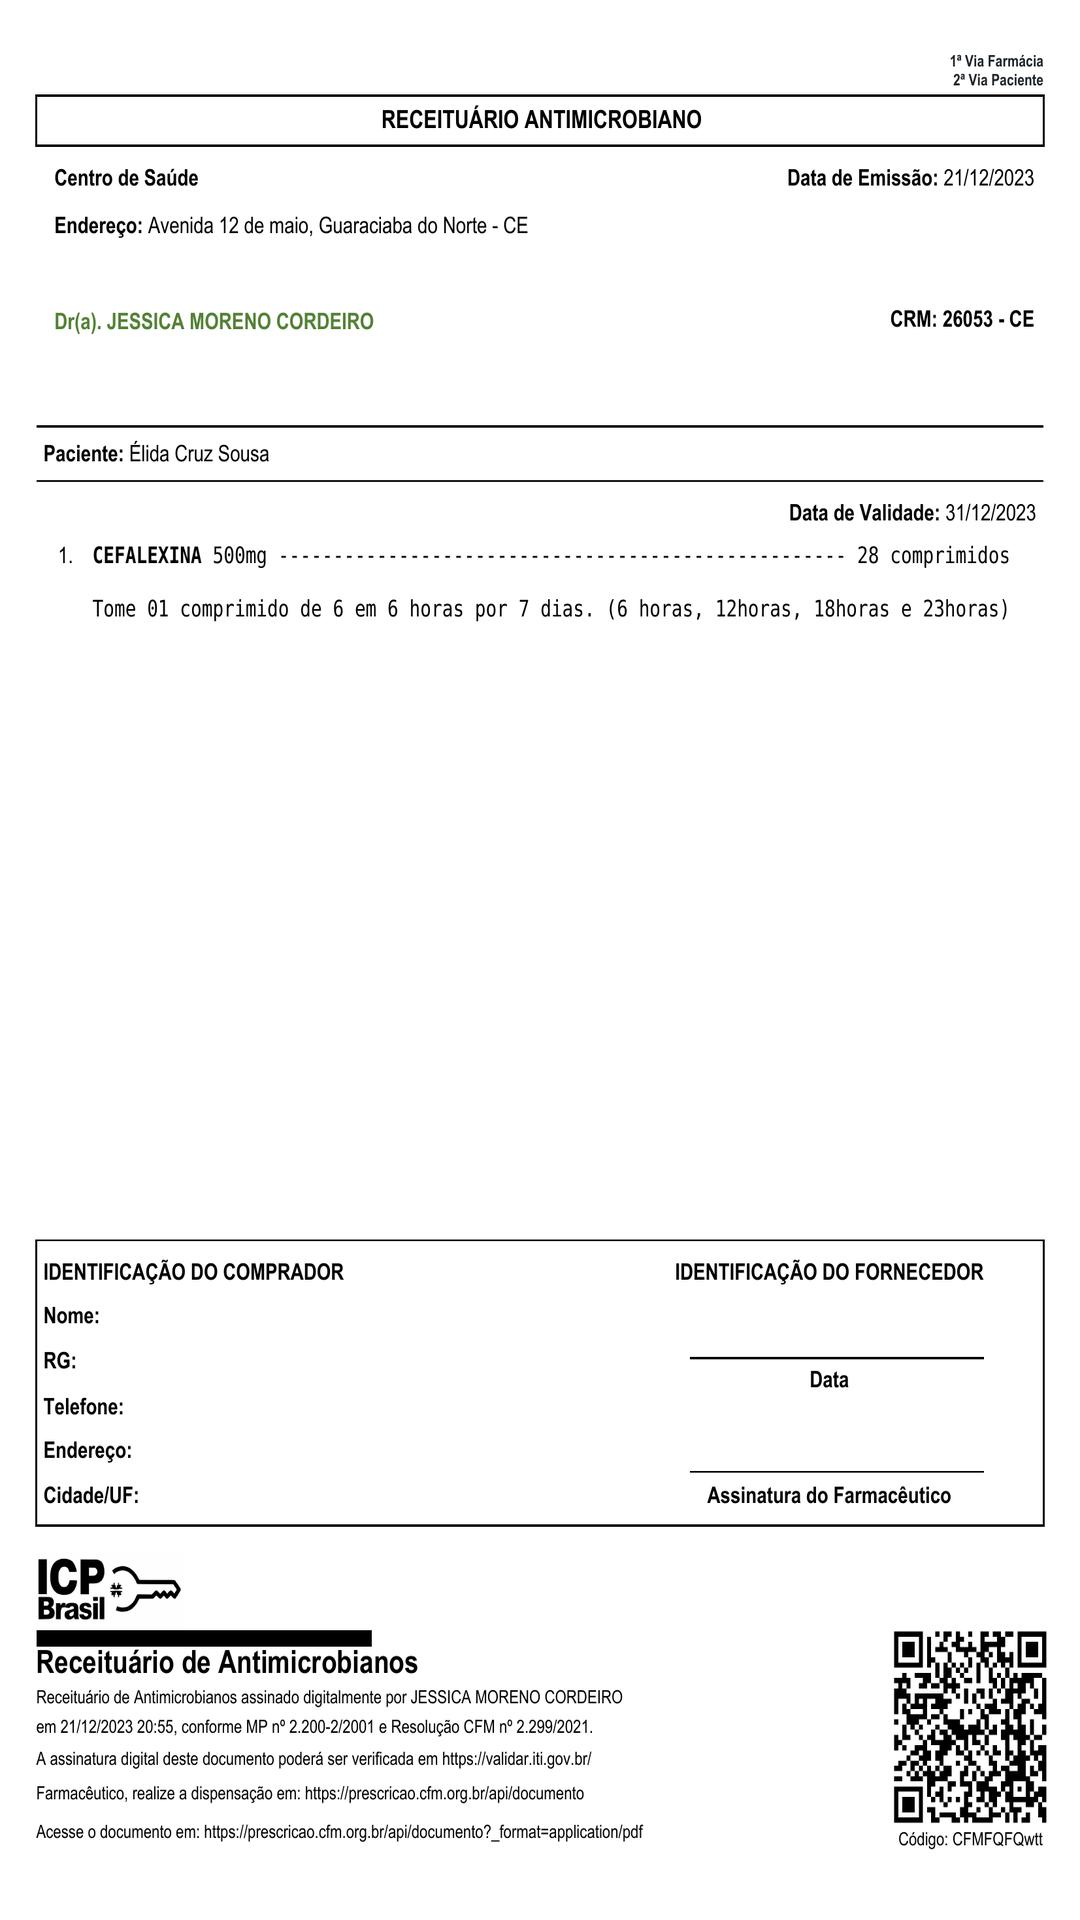 1ª Via Farmácia
2ª Via Paciente
RECEITUÁRIO ANTIMICROBIANO
Centro de Saúde
Data de Emissão: 21/12/2023
Endereço: Avenida 12 de maio, Guaraciaba do Norte - CE
Dr(a). JESSICA MORENO CORDEIRO
CRM: 26053 - CE
Paciente: Élida Cruz Sousa
Data de Validade: 31/12/2023
1. CEFALEXINA 500mg ---------------------------------------------------- 28 comprimidos
Tome 01 comprimido de 6 em 6 horas por 7 dias. (6 horas, 12horas, 18horas e 23horas)
IDENTIFICAÇÃO DO COMPRADOR
Nome:
RG:
Telefone:
Endereço:
Cidade/UF:
IDENTIFICAÇÃO DO FORNECEDOR
Data
Assinatura do Farmacêutico
ICP
Brasil
Receituário de Antimicrobianos
Receituário de Antimicrobianos assinado digitalmente por JESSICA MORENO CORDEIRO
em 21/12/2023 20:55, conforme MP nº 2.200-2/2001 e Resolução CFM nº 2.299/2021.
A assinatura digital deste documento poderá ser verificada em https://validar.iti.gov.br/
Farmacêutico, realize a dispensação em: https://prescricao.cfm.org.br/api/documento
Acesse o documento em: https://prescricao.cfm.org.br/api/documento?_format=application/pdf
Código: CFMFQFQwtt